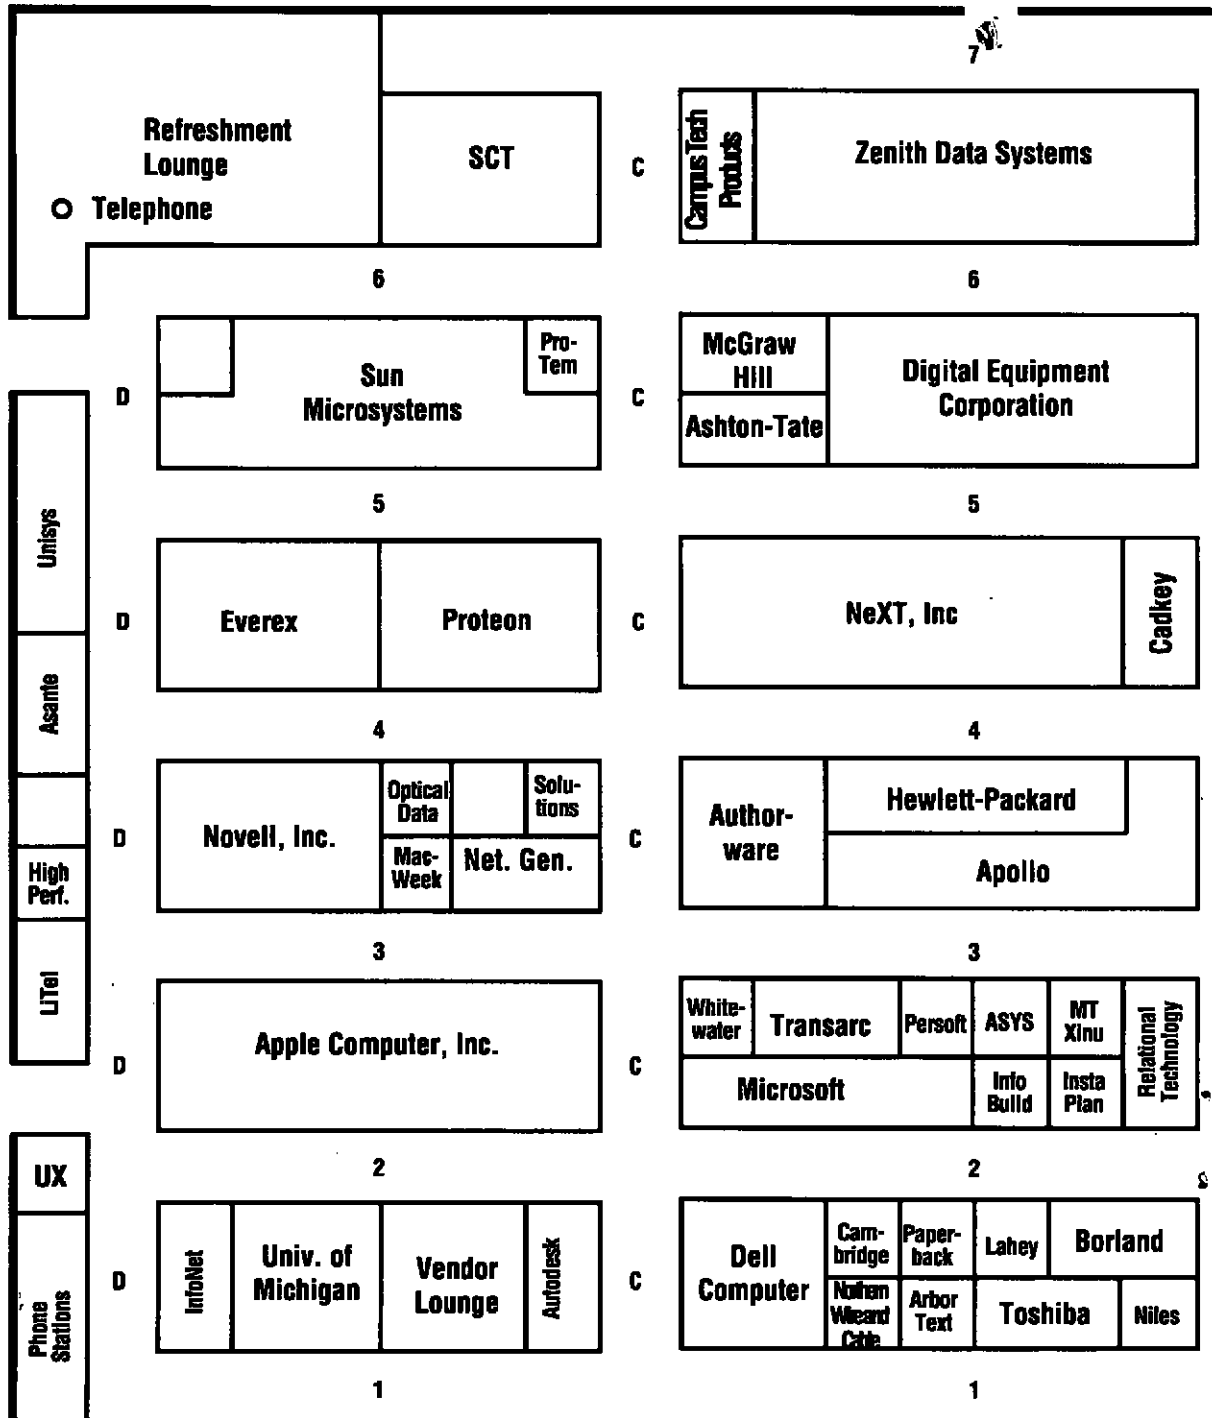 7
Refreshment
Lounge
Telephone
SCT
C
Campus Tech
Products
Zenith Data Systems
6
6
D
Sun
Microsystems
Pro-
Tem
C
McGraw
Hill
Ashton-Tate
Digital Equipment
Corporation
5
5
Unisys
D
Everex
Proteon
C
NeXT, Inc
Cadkey
4
4
Asante
High
Perf.
D
Novell, Inc.
Optical
Data
Solu-
tions
Mac-
Week
Net. Gen.
C
Author-
ware
Hewlett-Packard
Apollo
3
3
LiTel
D
Apple Computer, Inc.
C
White-
water
Transarc
Persoft
ASYS
MT
Xinu
Relational
Technology
Microsoft
Info
Build
Insta
Plan
2
2
UX
Phone
Stations
D
InfoNet
Univ. of
Michigan
Vendor
Lounge
Autodesk
C
Dell
Computer
Cam-
bridge
Paper-
back
Lahey
Borland
Northern
Wire and
Cable
Arbor
Text
Toshiba
Niles
1
1